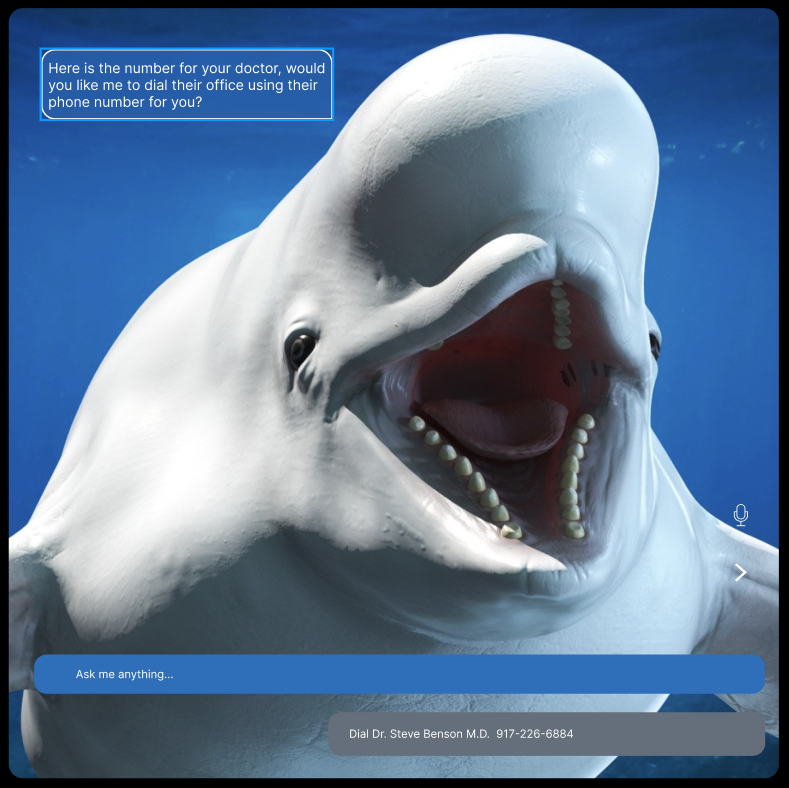 Here is the number for your doctor, would
you like me to dial their office using their
phone number for you?
Ask me anything...
Dial Dr. Steve Benson M.D.  917-226-6884